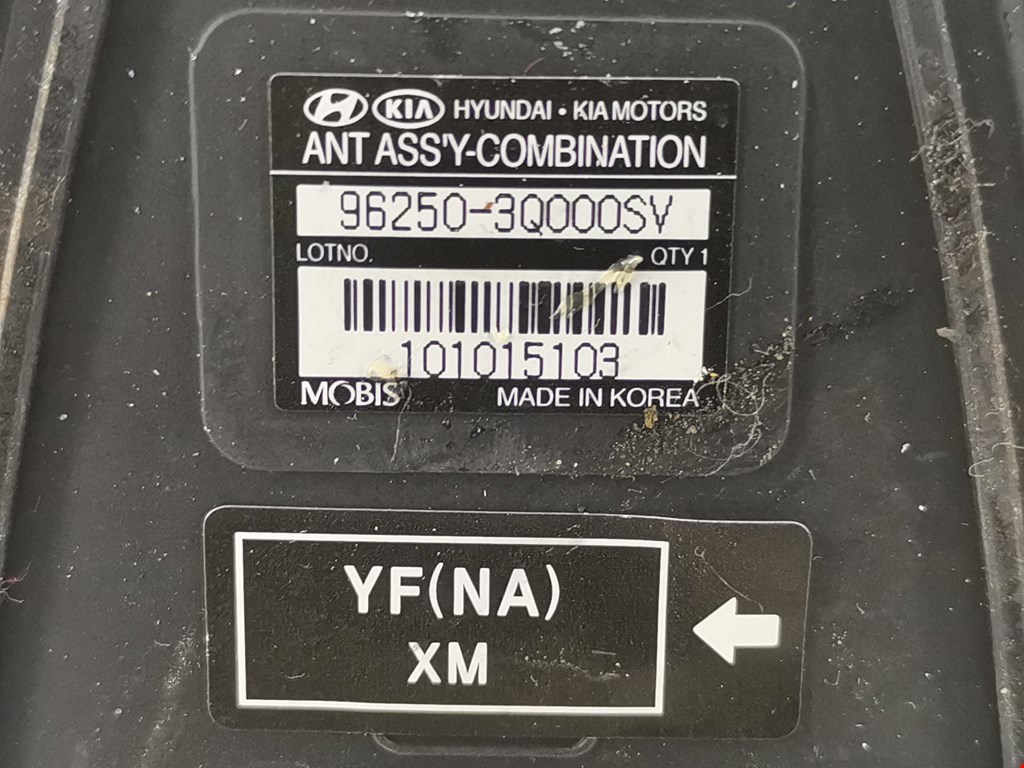 KIA HYUNDAI · KIA MOTORS
ANT ASS'Y-COMBINATION
96250-3Q000SV
LOTNO. QTY 1
101015103
MOBIS MADE IN KOREA
YF(NA)
XM